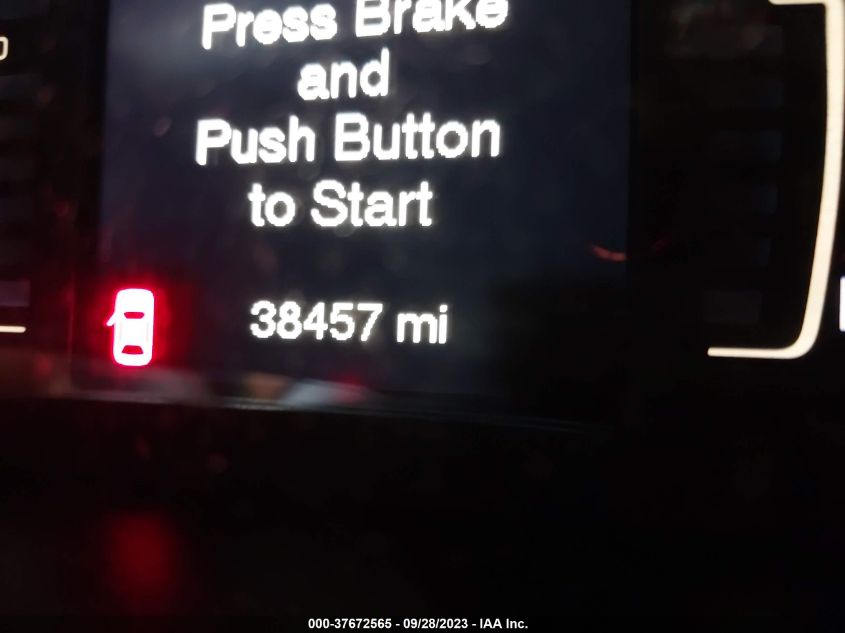 Press Brake
and
Push Button
to Start
38457 mi
000-37672565 - 09/28/2023 - IAA Inc.